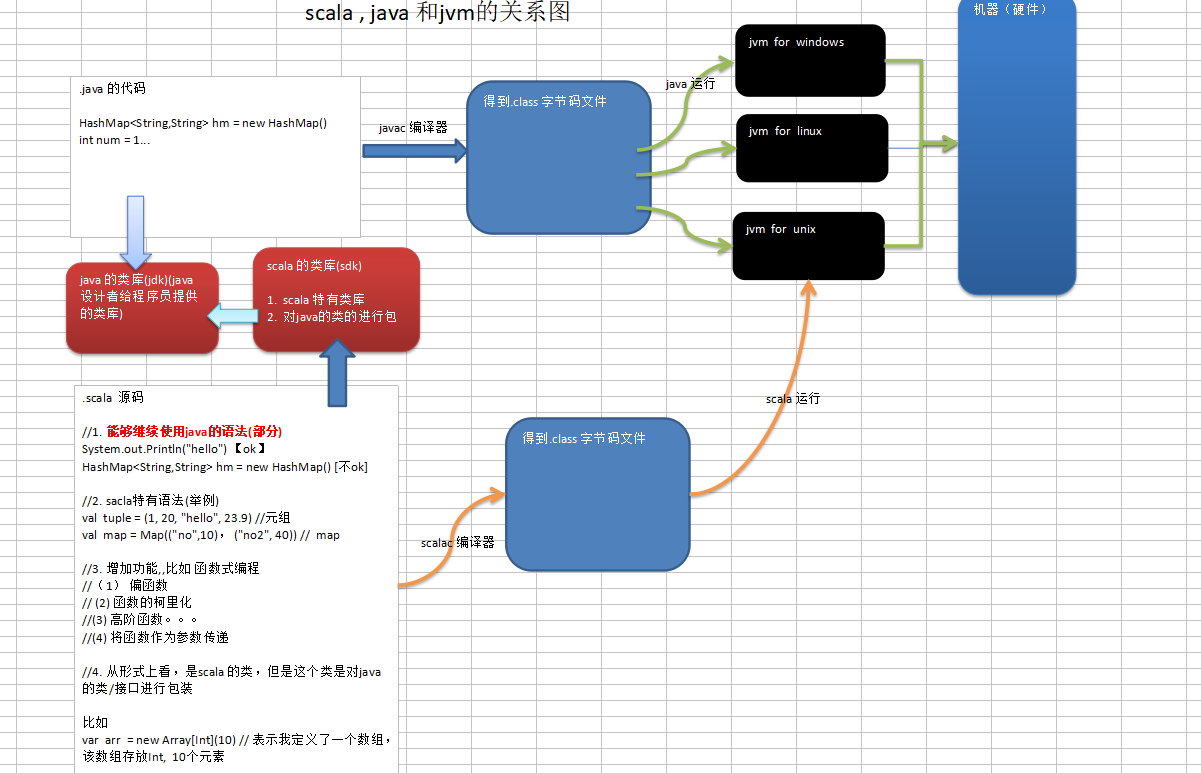 scala , java 和jvm的关系图
机器（硬件）
jvm for windows
.java 的代码
java 运行
得到.class 字节码文件
HashMap<String,String> hm = new HashMap()
int num = 1...
javac 编译器
jvm for linux
jvm for unix
java 的类库(jdk)(java
设计者给程序员提供
的类库)
scala 的类库(sdk)
1. scala 特有类库
2. 对java的类的进行包
.scala 源码
//1. 能够继续使用java的语法(部分)
System.out.Println("hello") 【ok】
HashMap<String,String> hm = new HashMap() [不ok]
//2. sacla特有语法(举例)
val tuple = (1, 20, "hello", 23.9) //元组
val map = Map(("no",10)，("no2", 40)) // map
//3. 增加功能,,比如 函数式编程
//（1） 偏函数
// (2) 函数的柯里化
//(3) 高阶函数。。。
//(4) 将函数作为参数传递
//4. 从形式上看，是scala 的类，但是这个类是对java
的类/接口进行包装
比如
var arr = new Array[Int](10) // 表示我定义了一个数组，
该数组存放Int, 10个元素
scalac 编译器
得到.class 字节码文件
scala 运行